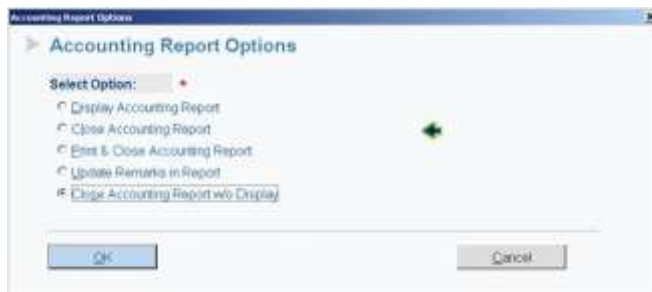 Accounting Report Options
Accounting Report Options
Select Option: *
Display Accounting Report
Close Accounting Report
Print & Close Accounting Report
Update Remarks in Report
Close Accounting Report w/o Display
OK Cancel